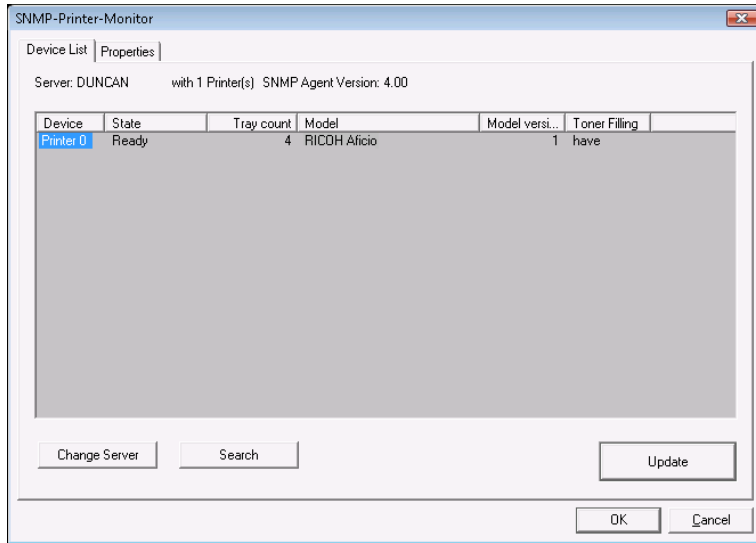 SNMP-Printer-Monitor
Device List Properties
Server: DUNCAN with 1 Printer(s) SNMP Agent Version: 4.00
Device State Tray count Model Model versi... Toner Filling
Printer 0 Ready 4 RICOH Aficio 1 have
Change Server Search Update
OK Cancel